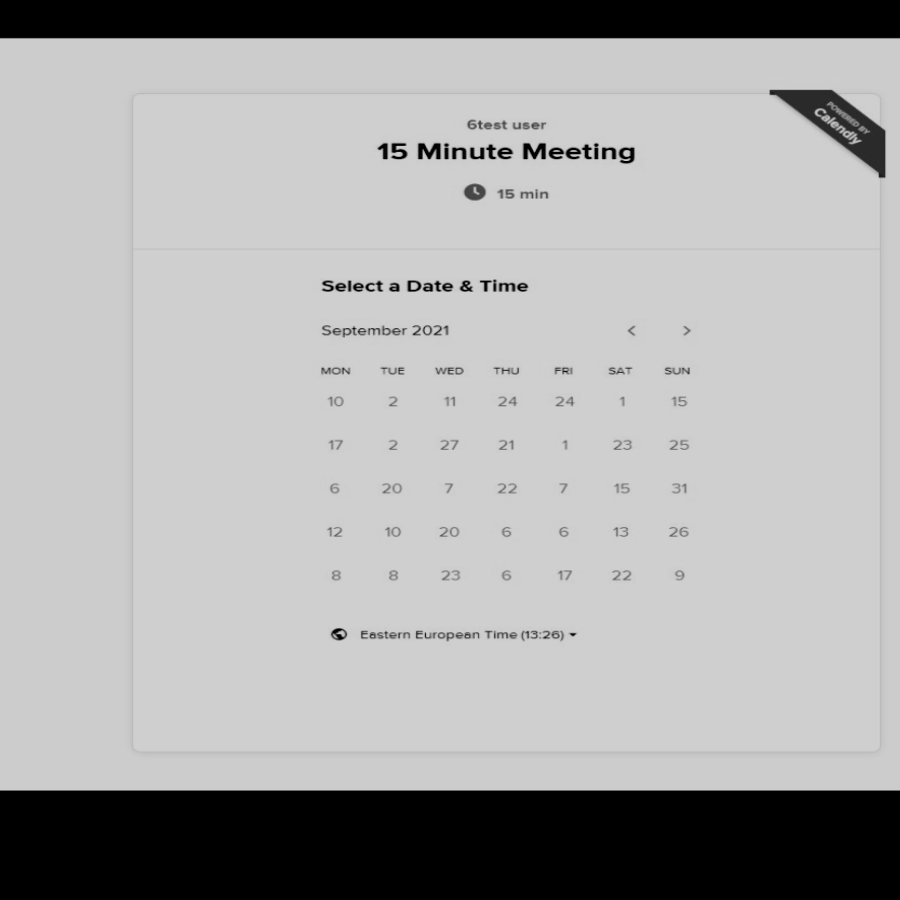 POWERED BY
Calendly
6test user
15 Minute Meeting
15 min
Select a Date & Time
September 2021
MON TUE WED THU FRI SAT SUN
10 2 11 24 24 1 15
17 2 27 21 1 23 25
6 20 7 22 7 15 31
12 10 20 6 6 13 26
8 8 23 6 17 22 9
Eastern European Time (13:26)